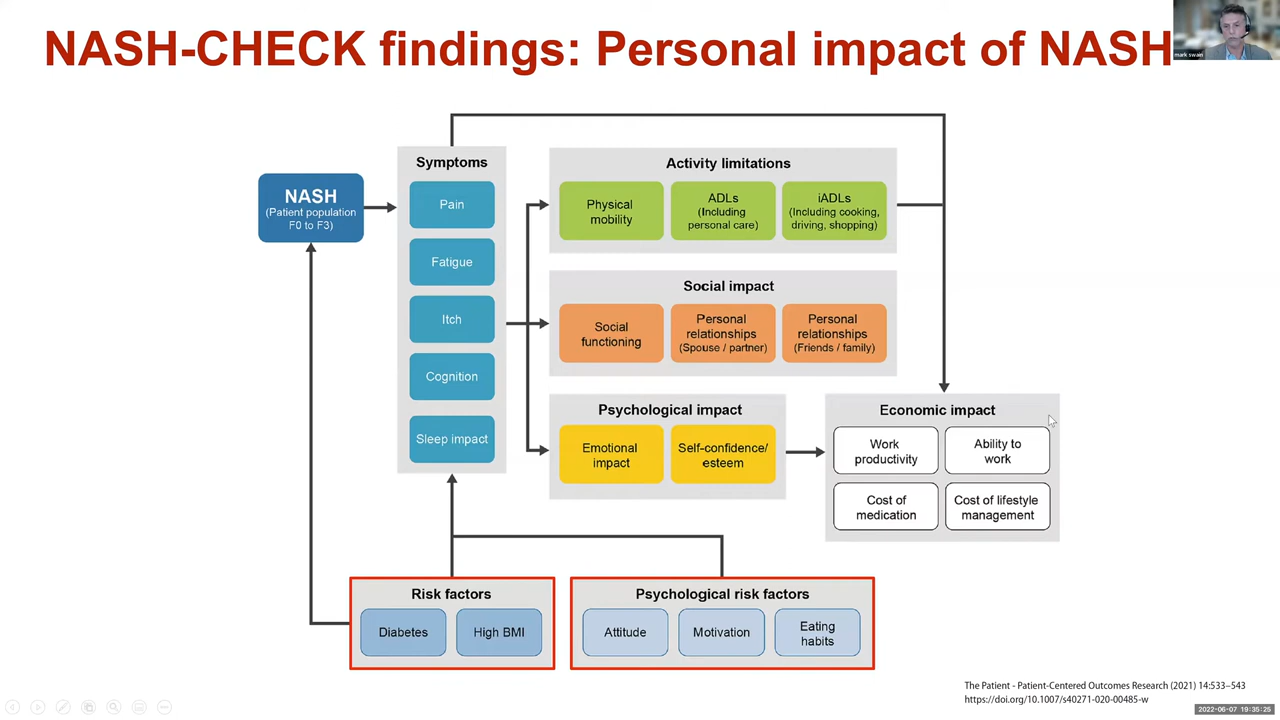 NASH-CHECK findings: Personal impact of NASH
mark swain
NASH
(Patient population
F0 to F3)
Symptoms
Pain
Fatigue
Itch
Cognition
Sleep impact
Activity limitations
Physical
mobility
ADLs
(Including
personal care)
iADLs
(Including cooking,
driving, shopping)
Social impact
Social
functioning
Personal
relationships
(Spouse / partner)
Personal
relationships
(Friends / family)
Psychological impact
Emotional
impact
Self-confidence/
esteem
Economic impact
Work
productivity
Ability to
work
Cost of
medication
Cost of lifestyle
management
Risk factors
Diabetes
High BMI
Psychological risk factors
Attitude
Motivation
Eating
habits
The Patient - Patient-Centered Outcomes Research (2021) 14:533–543
https://doi.org/10.1007/s40271-020-00485-w
2022-06-07 19:35:25